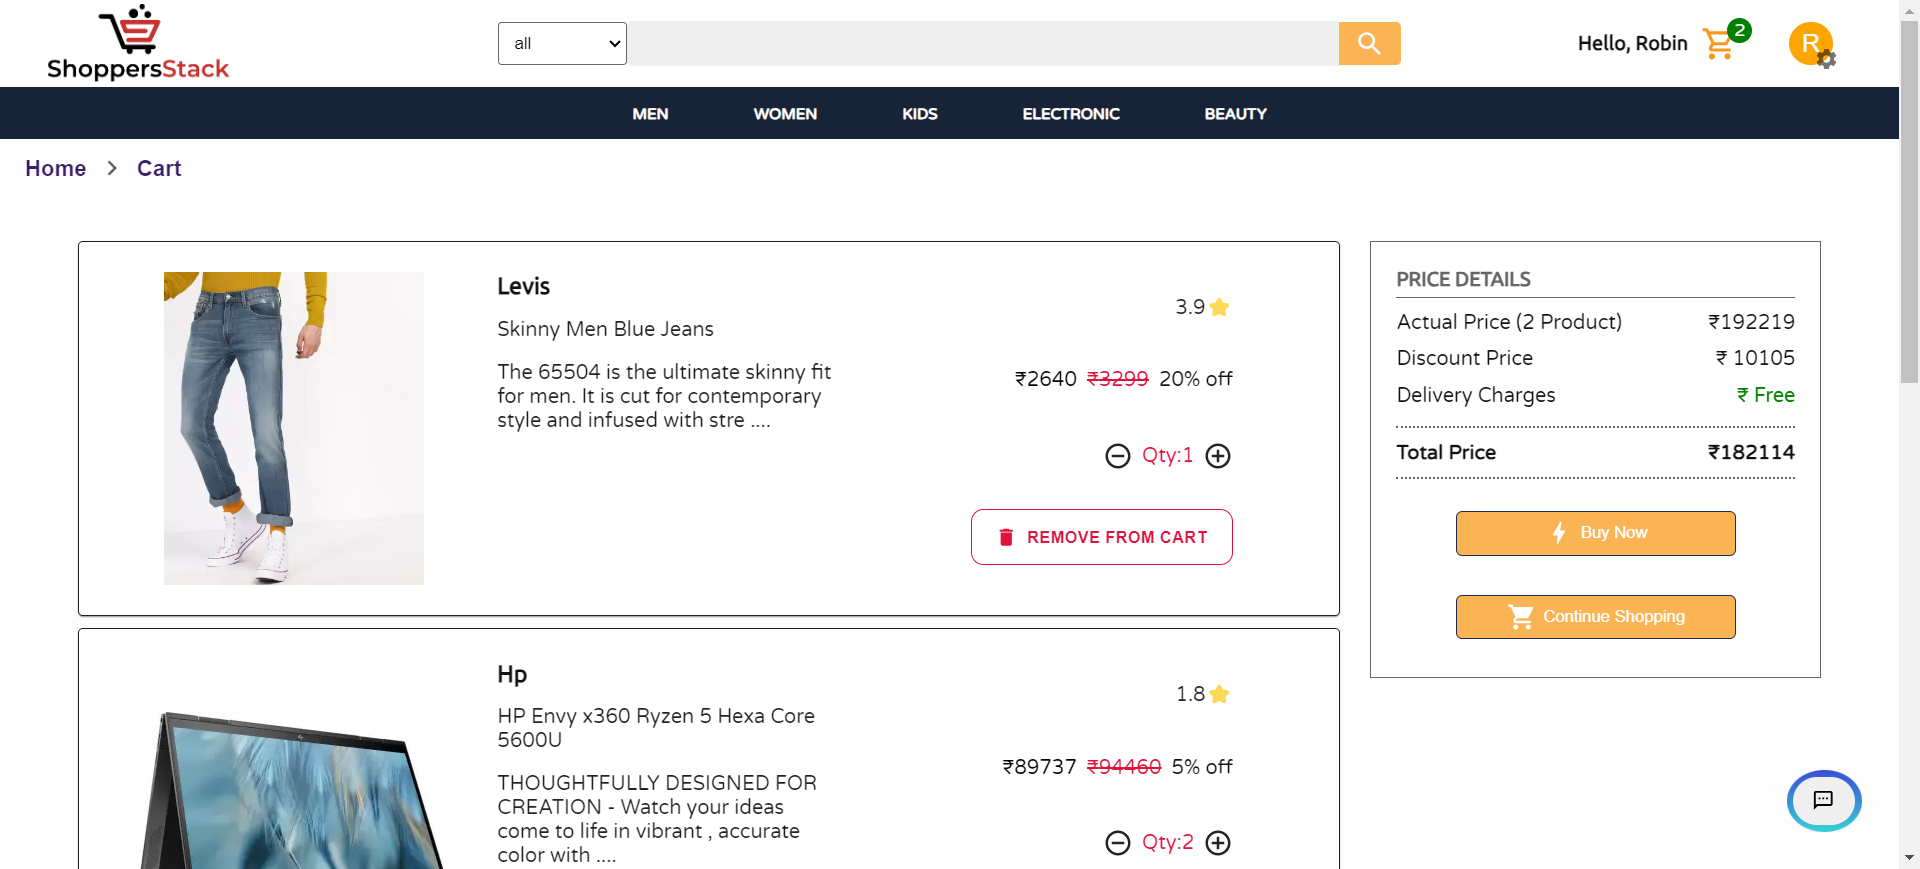 ShoppersStack
all
Hello, Robin
2
R
MEN WOMEN KIDS ELECTRONIC BEAUTY
Home > Cart
Levis
Skinny Men Blue Jeans
The 65504 is the ultimate skinny fit
for men. It is cut for contemporary
style and infused with stre ....
3.9
₹2640 ₹3299 20% off
Qty:1
REMOVE FROM CART
Hp
HP Envy x360 Ryzen 5 Hexa Core
5600U
THOUGHTFULLY DESIGNED FOR
CREATION - Watch your ideas
come to life in vibrant , accurate
color with ....
1.8
₹89737 ₹94460 5% off
Qty:2
PRICE DETAILS
Actual Price (2 Product) ₹192219
Discount Price ₹ 10105
Delivery Charges ₹ Free
Total Price ₹182114
Buy Now
Continue Shopping